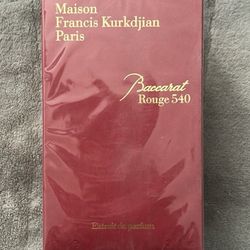 Maison
Francis Kurkdjian
Paris
Baccarat
Rouge 540
Extrait de parfum